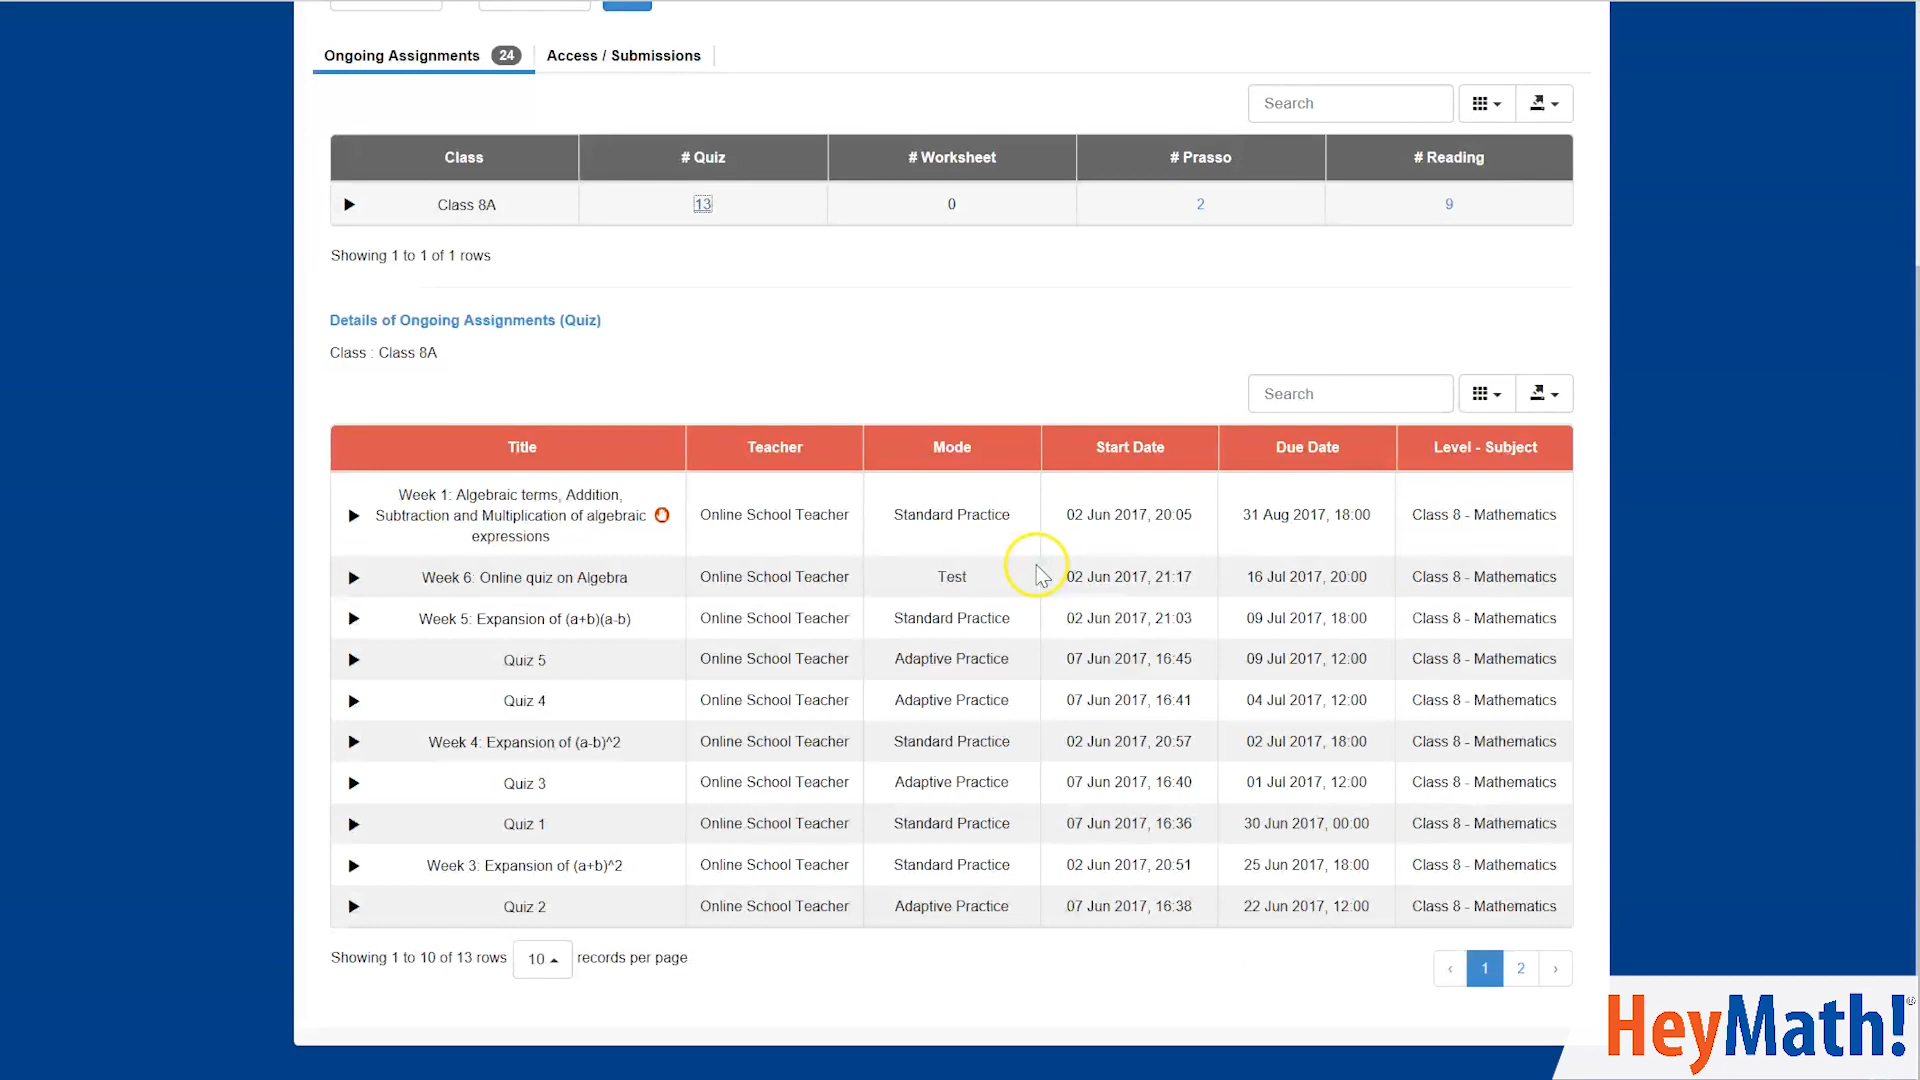 Ongoing Assignments 24 Access / Submissions
Search
Class # Quiz # Worksheet # Prasso # Reading
Class 8A 13 0 2 9
Showing 1 to 1 of 1 rows
Details of Ongoing Assignments (Quiz)
Class : Class 8A
Search
Title Teacher Mode Start Date Due Date Level - Subject
Week 1: Algebraic terms, Addition,
Subtraction and Multiplication of algebraic Online School Teacher Standard Practice 02 Jun 2017, 20:05 31 Aug 2017, 18:00 Class 8 - Mathematics
expressions
Week 6: Online quiz on Algebra Online School Teacher Test 02 Jun 2017, 21:17 16 Jul 2017, 20:00 Class 8 - Mathematics
Week 5: Expansion of (a+b)(a-b) Online School Teacher Standard Practice 02 Jun 2017, 21:03 09 Jul 2017, 18:00 Class 8 - Mathematics
Quiz 5 Online School Teacher Adaptive Practice 07 Jun 2017, 16:45 09 Jul 2017, 12:00 Class 8 - Mathematics
Quiz 4 Online School Teacher Adaptive Practice 07 Jun 2017, 16:41 04 Jul 2017, 12:00 Class 8 - Mathematics
Week 4: Expansion of (a-b)^2 Online School Teacher Standard Practice 02 Jun 2017, 20:57 02 Jul 2017, 18:00 Class 8 - Mathematics
Quiz 3 Online School Teacher Adaptive Practice 07 Jun 2017, 16:40 01 Jul 2017, 12:00 Class 8 - Mathematics
Quiz 1 Online School Teacher Standard Practice 07 Jun 2017, 16:36 30 Jun 2017, 00:00 Class 8 - Mathematics
Week 3: Expansion of (a+b)^2 Online School Teacher Standard Practice 02 Jun 2017, 20:51 25 Jun 2017, 18:00 Class 8 - Mathematics
Quiz 2 Online School Teacher Adaptive Practice 07 Jun 2017, 16:38 22 Jun 2017, 12:00 Class 8 - Mathematics
Showing 1 to 10 of 13 rows 10 records per page ‹ 1 2 ›
HeyMath!®